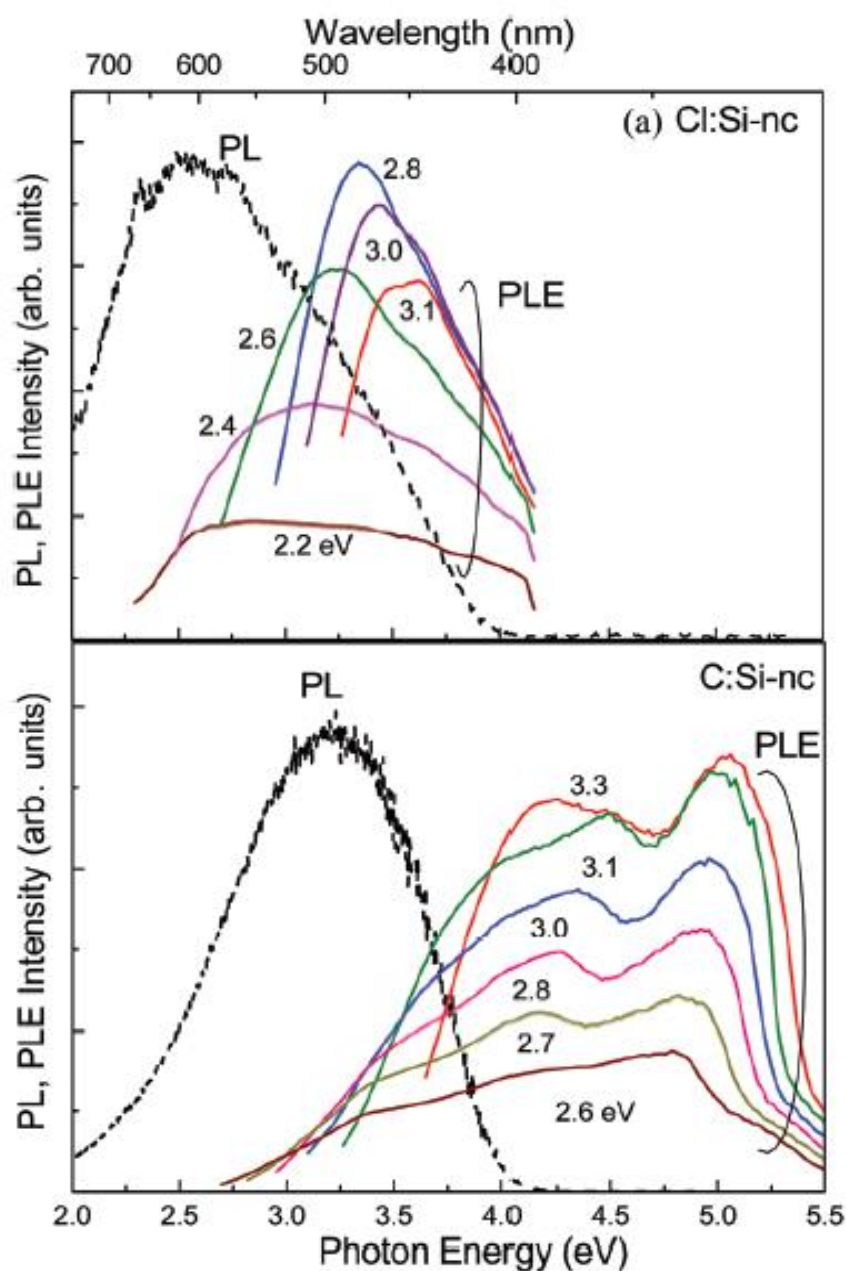 Wavelength (nm)
700 600 500 400
(a) Cl:Si-nc
PL
2.8
3.0
PLE
3.1
2.6
2.4
2.2 eV
PL, PLE Intensity (arb. units)
C:Si-nc
PL
PLE
3.3
3.1
3.0
2.8
2.7
2.6 eV
PL, PLE Intensity (arb. units)
2.0 2.5 3.0 3.5 4.0 4.5 5.0 5.5
Photon Energy (eV)